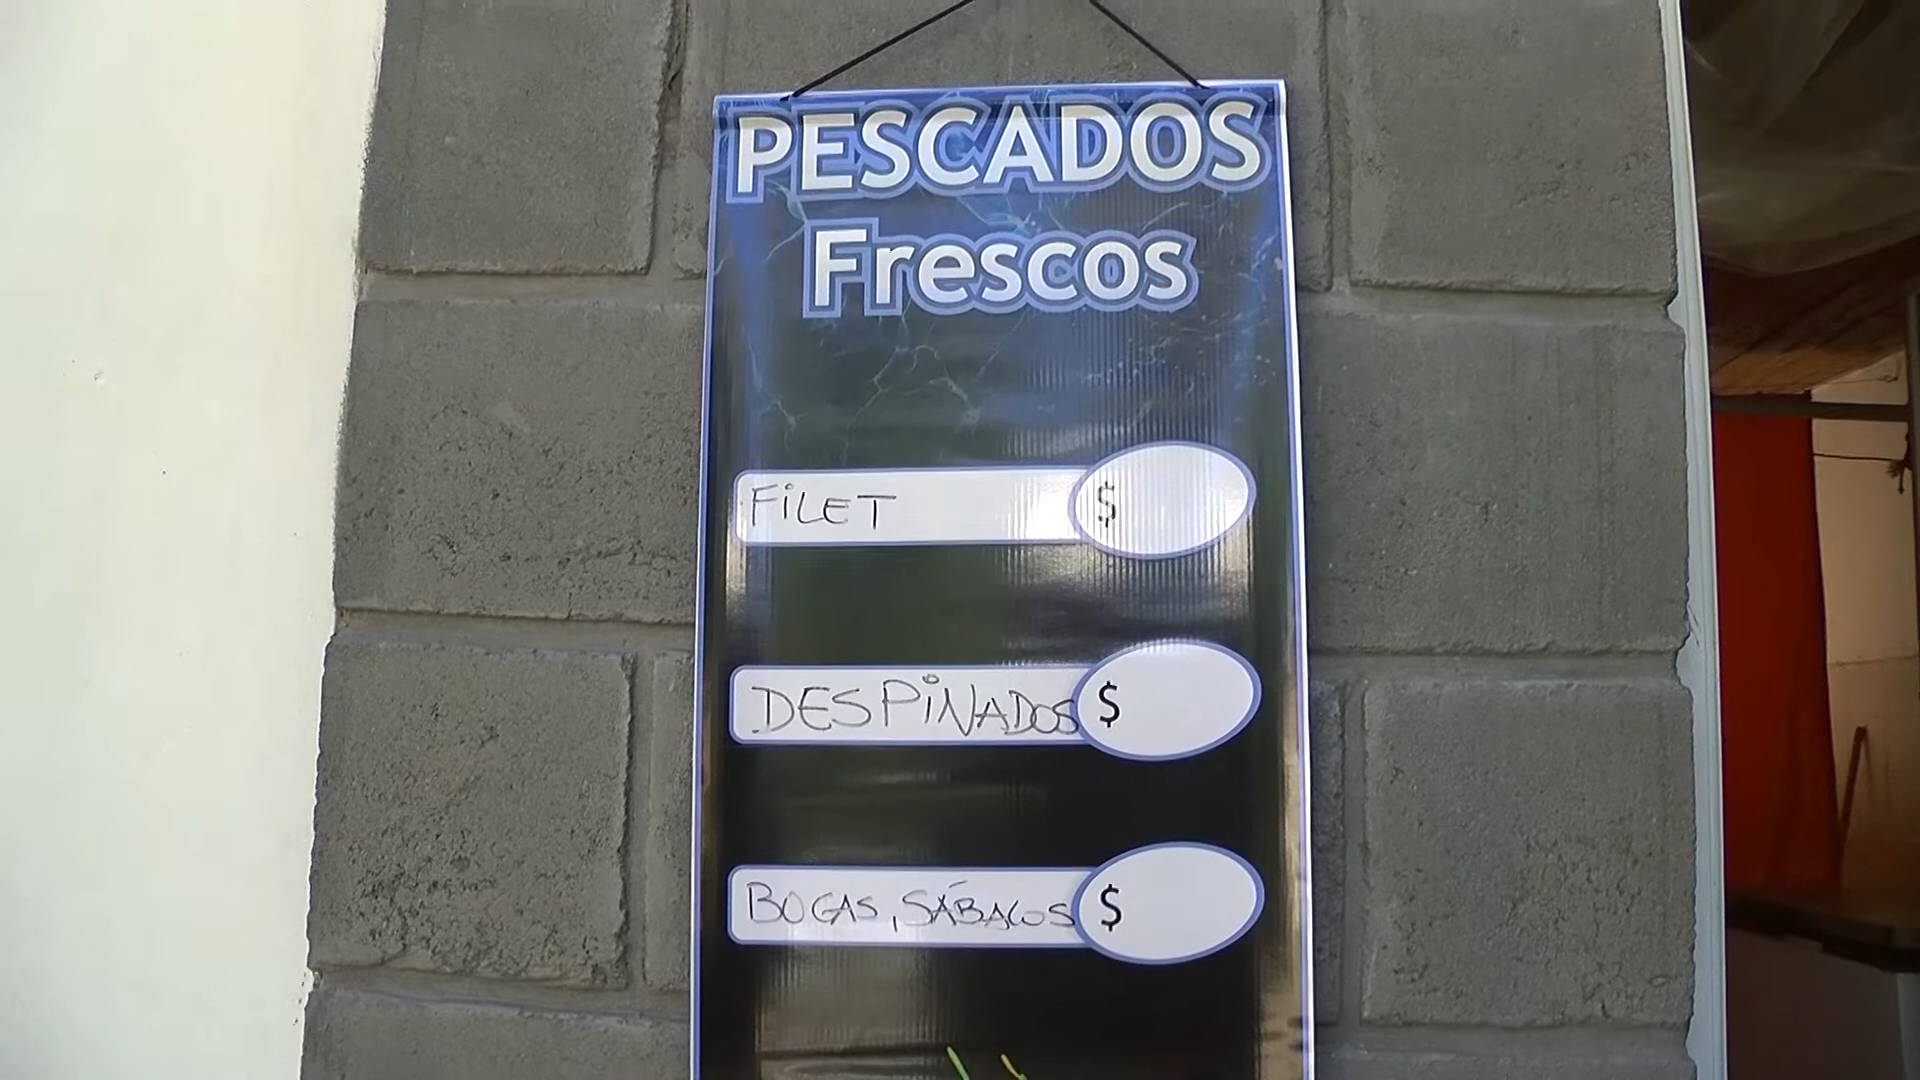 PESCADOS
Frescos
FiLET $
DESPiNADOS $
BOGAS, SÁBALOS $